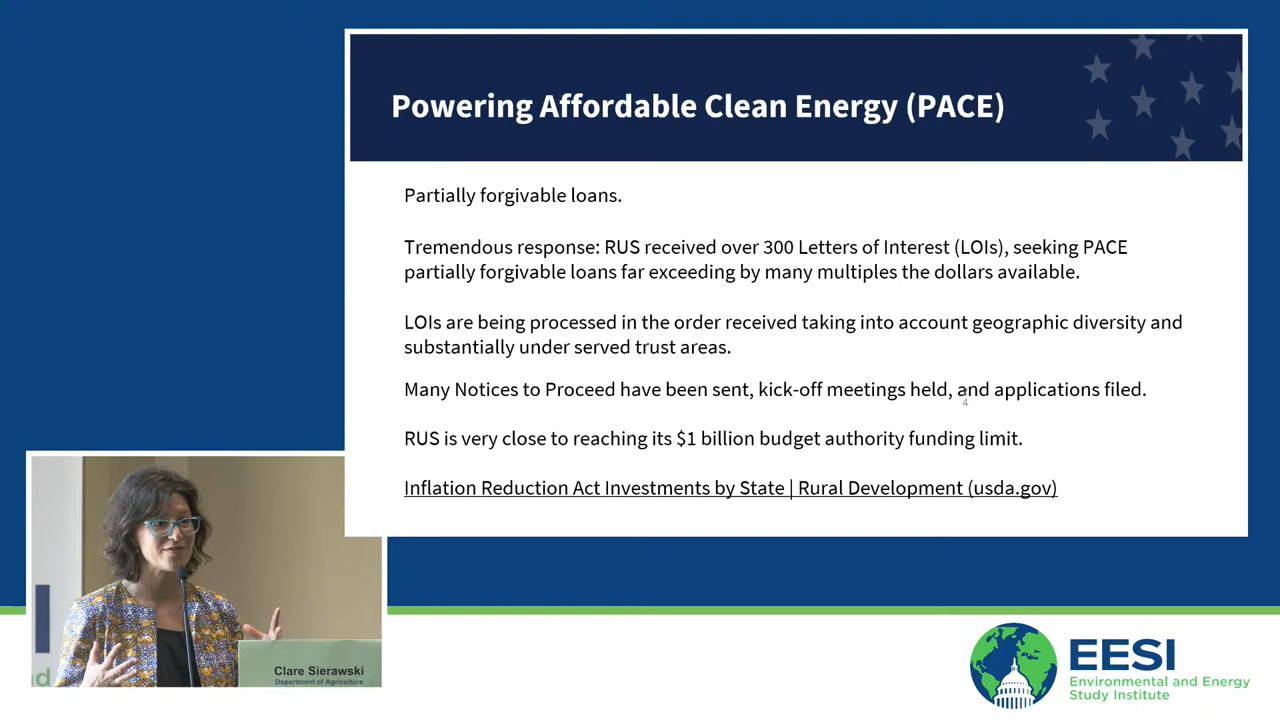 Powering Affordable Clean Energy (PACE)
Partially forgivable loans.
Tremendous response: RUS received over 300 Letters of Interest (LOIs), seeking PACE
partially forgivable loans far exceeding by many multiples the dollars available.
LOIs are being processed in the order received taking into account geographic diversity and
substantially under served trust areas.
Many Notices to Proceed have been sent, kick-off meetings held, and applications filed.
4
RUS is very close to reaching its $1 billion budget authority funding limit.
Inflation Reduction Act Investments by State | Rural Development (usda.gov)
nd
Clare Sierawski
Department of Agriculture
EESI
Environmental and Energy
Study Institute